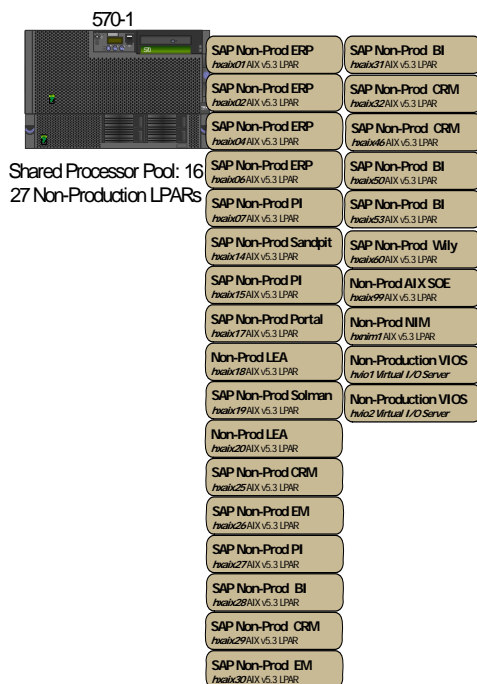 570-1
Shared Processor Pool: 16
27 Non-Production LPARs
SAP Non-Prod ERP
hxaix01 AIX v5.3 LPAR
SAP Non-Prod ERP
hxaix02 AIX v5.3 LPAR
SAP Non-Prod ERP
hxaix04 AIX v5.3 LPAR
SAP Non-Prod ERP
hxaix06 AIX v5.3 LPAR
SAP Non-Prod PI
hxaix07 AIX v5.3 LPAR
SAP Non-Prod Sandpit
hxaix14 AIX v5.3 LPAR
SAP Non-Prod PI
hxaix15 AIX v5.3 LPAR
SAP Non-Prod Portal
hxaix17 AIX v5.3 LPAR
Non-Prod LEA
hxaix18 AIX v5.3 LPAR
SAP Non-Prod Solman
hxaix19 AIX v5.3 LPAR
Non-Prod LEA
hxaix20 AIX v5.3 LPAR
SAP Non-Prod CRM
hxaix25 AIX v5.3 LPAR
SAP Non-Prod EM
hxaix26 AIX v5.3 LPAR
SAP Non-Prod PI
hxaix27 AIX v5.3 LPAR
SAP Non-Prod BI
hxaix28 AIX v5.3 LPAR
SAP Non-Prod CRM
hxaix29 AIX v5.3 LPAR
SAP Non-Prod EM
hxaix30 AIX v5.3 LPAR
SAP Non-Prod BI
hxaix31 AIX v5.3 LPAR
SAP Non-Prod CRM
hxaix32 AIX v5.3 LPAR
SAP Non-Prod CRM
hxaix46 AIX v5.3 LPAR
SAP Non-Prod BI
hxaix50 AIX v5.3 LPAR
SAP Non-Prod BI
hxaix53 AIX v5.3 LPAR
SAP Non-Prod Wily
hxaix60 AIX v5.3 LPAR
Non-Prod AIX SOE
hxaix99 AIX v5.3 LPAR
Non-Prod NIM
hxnim1 AIX v5.3 LPAR
Non-Production VIOS
hvio1 Virtual I/O Server
Non-Production VIOS
hvio2 Virtual I/O Server